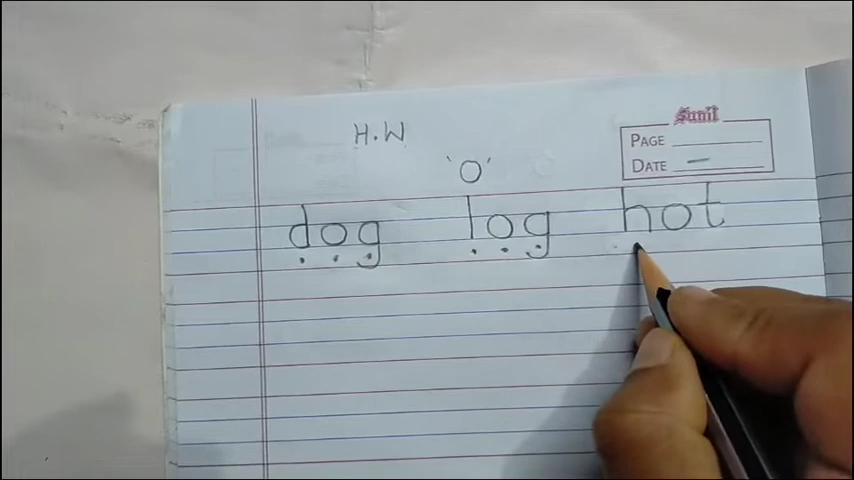 Sunil
H.W
PAGE
DATE
'O'
dog log hot